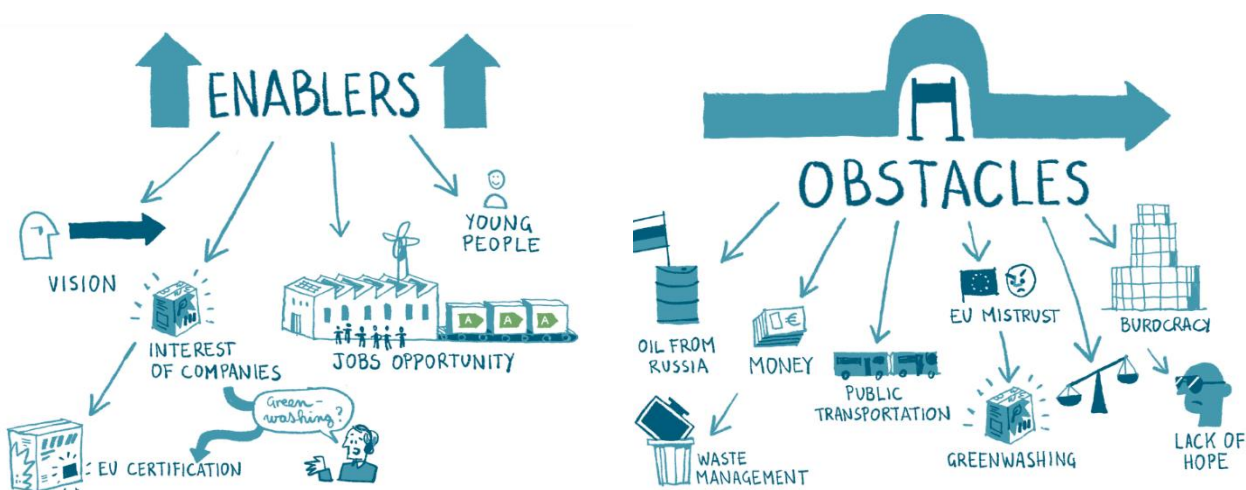 ENABLERS
VISION
INTEREST
OF COMPANIES
EU CERTIFICATION
Green-
washing?
JOBS OPPORTUNITY
A A A
YOUNG
PEOPLE
OBSTACLES
OIL FROM
RUSSIA
MONEY
€
WASTE
MANAGEMENT
PUBLIC
TRANSPORTATION
EU MISTRUST
GREENWASHING
BUROCRACY
LACK OF
HOPE